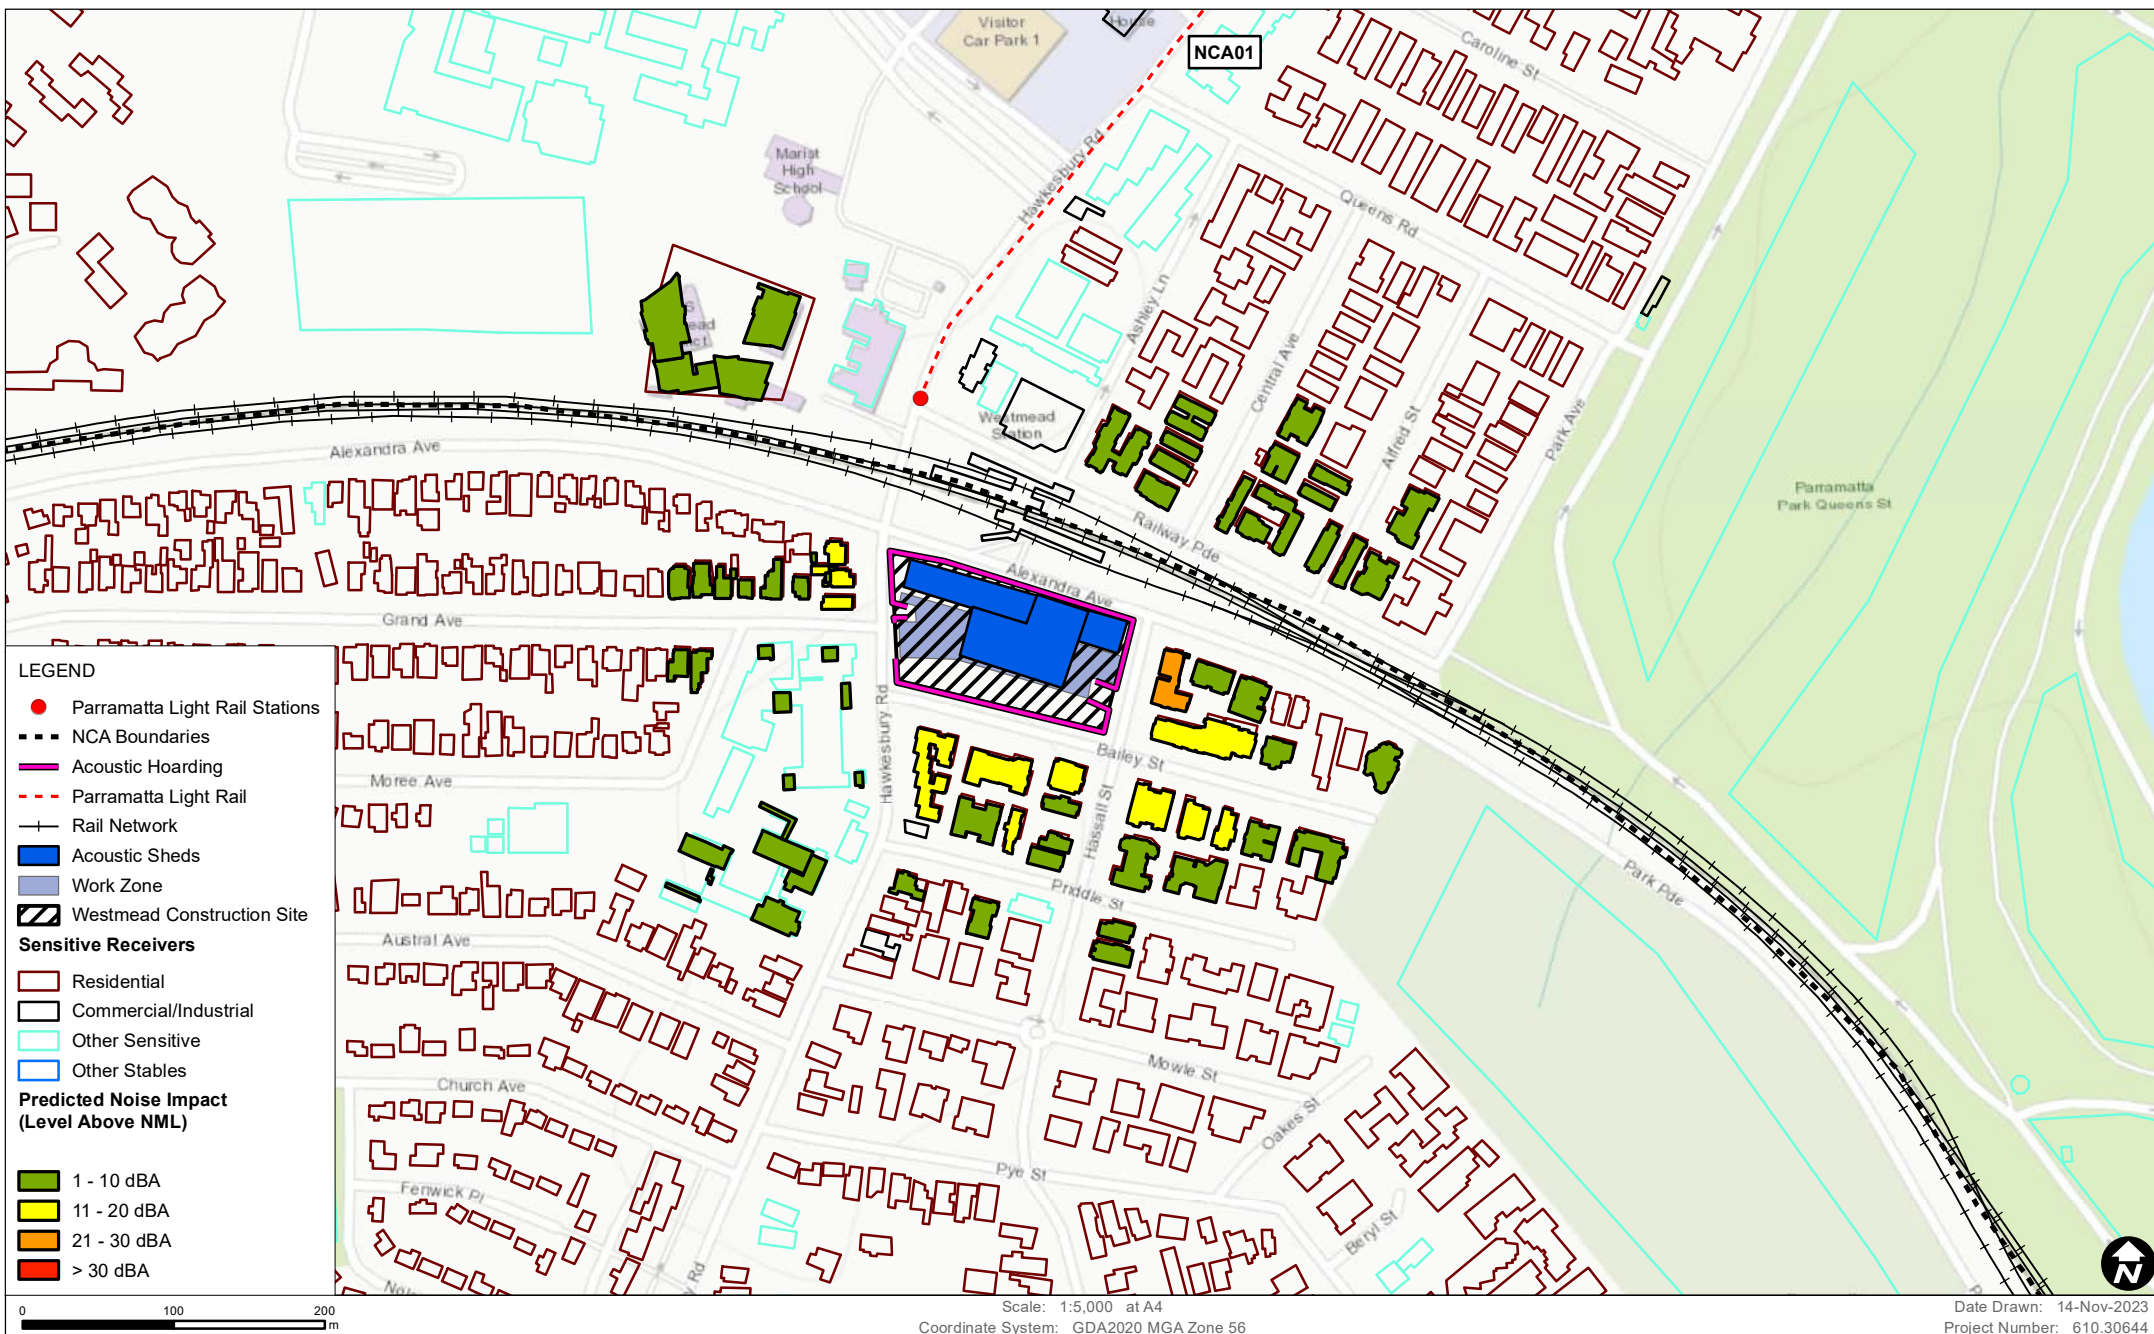 Visitor
Car Park 1
House
NCA01
Caroline St
Marist
High
School
Hawkesbury Rd
Queens Rd
Ashley Ln
Central Ave
Alfred St
Park Ave
Westmead
Station
Parramatta
Park Queens St
Alexandra Ave
Railway Pde
Alexandra Ave
Grand Ave
Hawkesbury Rd
Bailey St
Moree Ave
Hassall St
Priddle St
Park Pde
Austral Ave
Mowle St
Church Ave
Oakes St
Pye St
Fenwick Pl
Beryl St
Rd
LEGEND
Parramatta Light Rail Stations
NCA Boundaries
Acoustic Hoarding
Parramatta Light Rail
Rail Network
Acoustic Sheds
Work Zone
Westmead Construction Site
Sensitive Receivers
Residential
Commercial/Industrial
Other Sensitive
Other Stables
Predicted Noise Impact
(Level Above NML)
1 - 10 dBA
11 - 20 dBA
21 - 30 dBA
> 30 dBA
N
0 100 200
m
Scale: 1:5,000 at A4
Coordinate System: GDA2020 MGA Zone 56
Date Drawn: 14-Nov-2023
Project Number: 610.30644